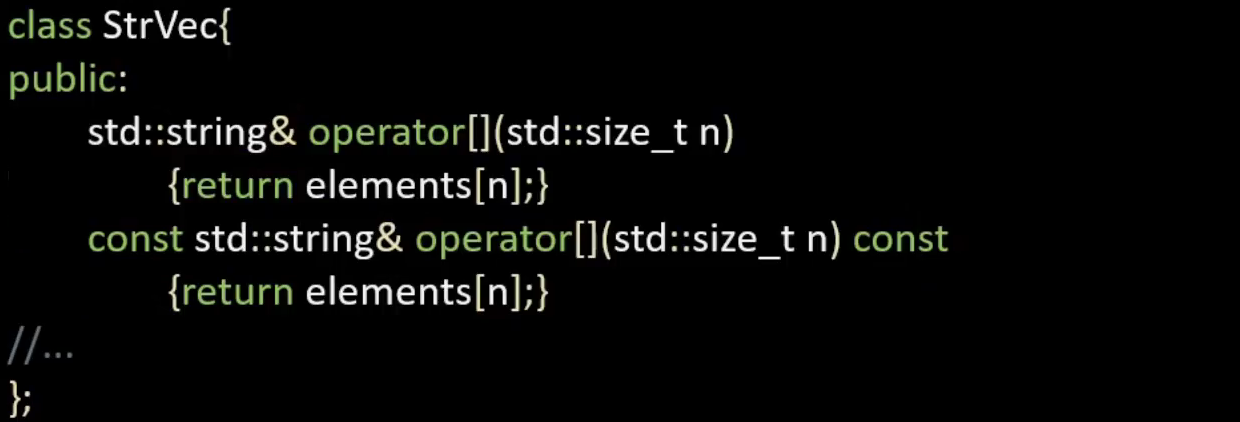 class StrVec{
public:
std::string& operator[](std::size_t n)
{return elements[n];}
const std::string& operator[](std::size_t n) const
{return elements[n];}
//...
};